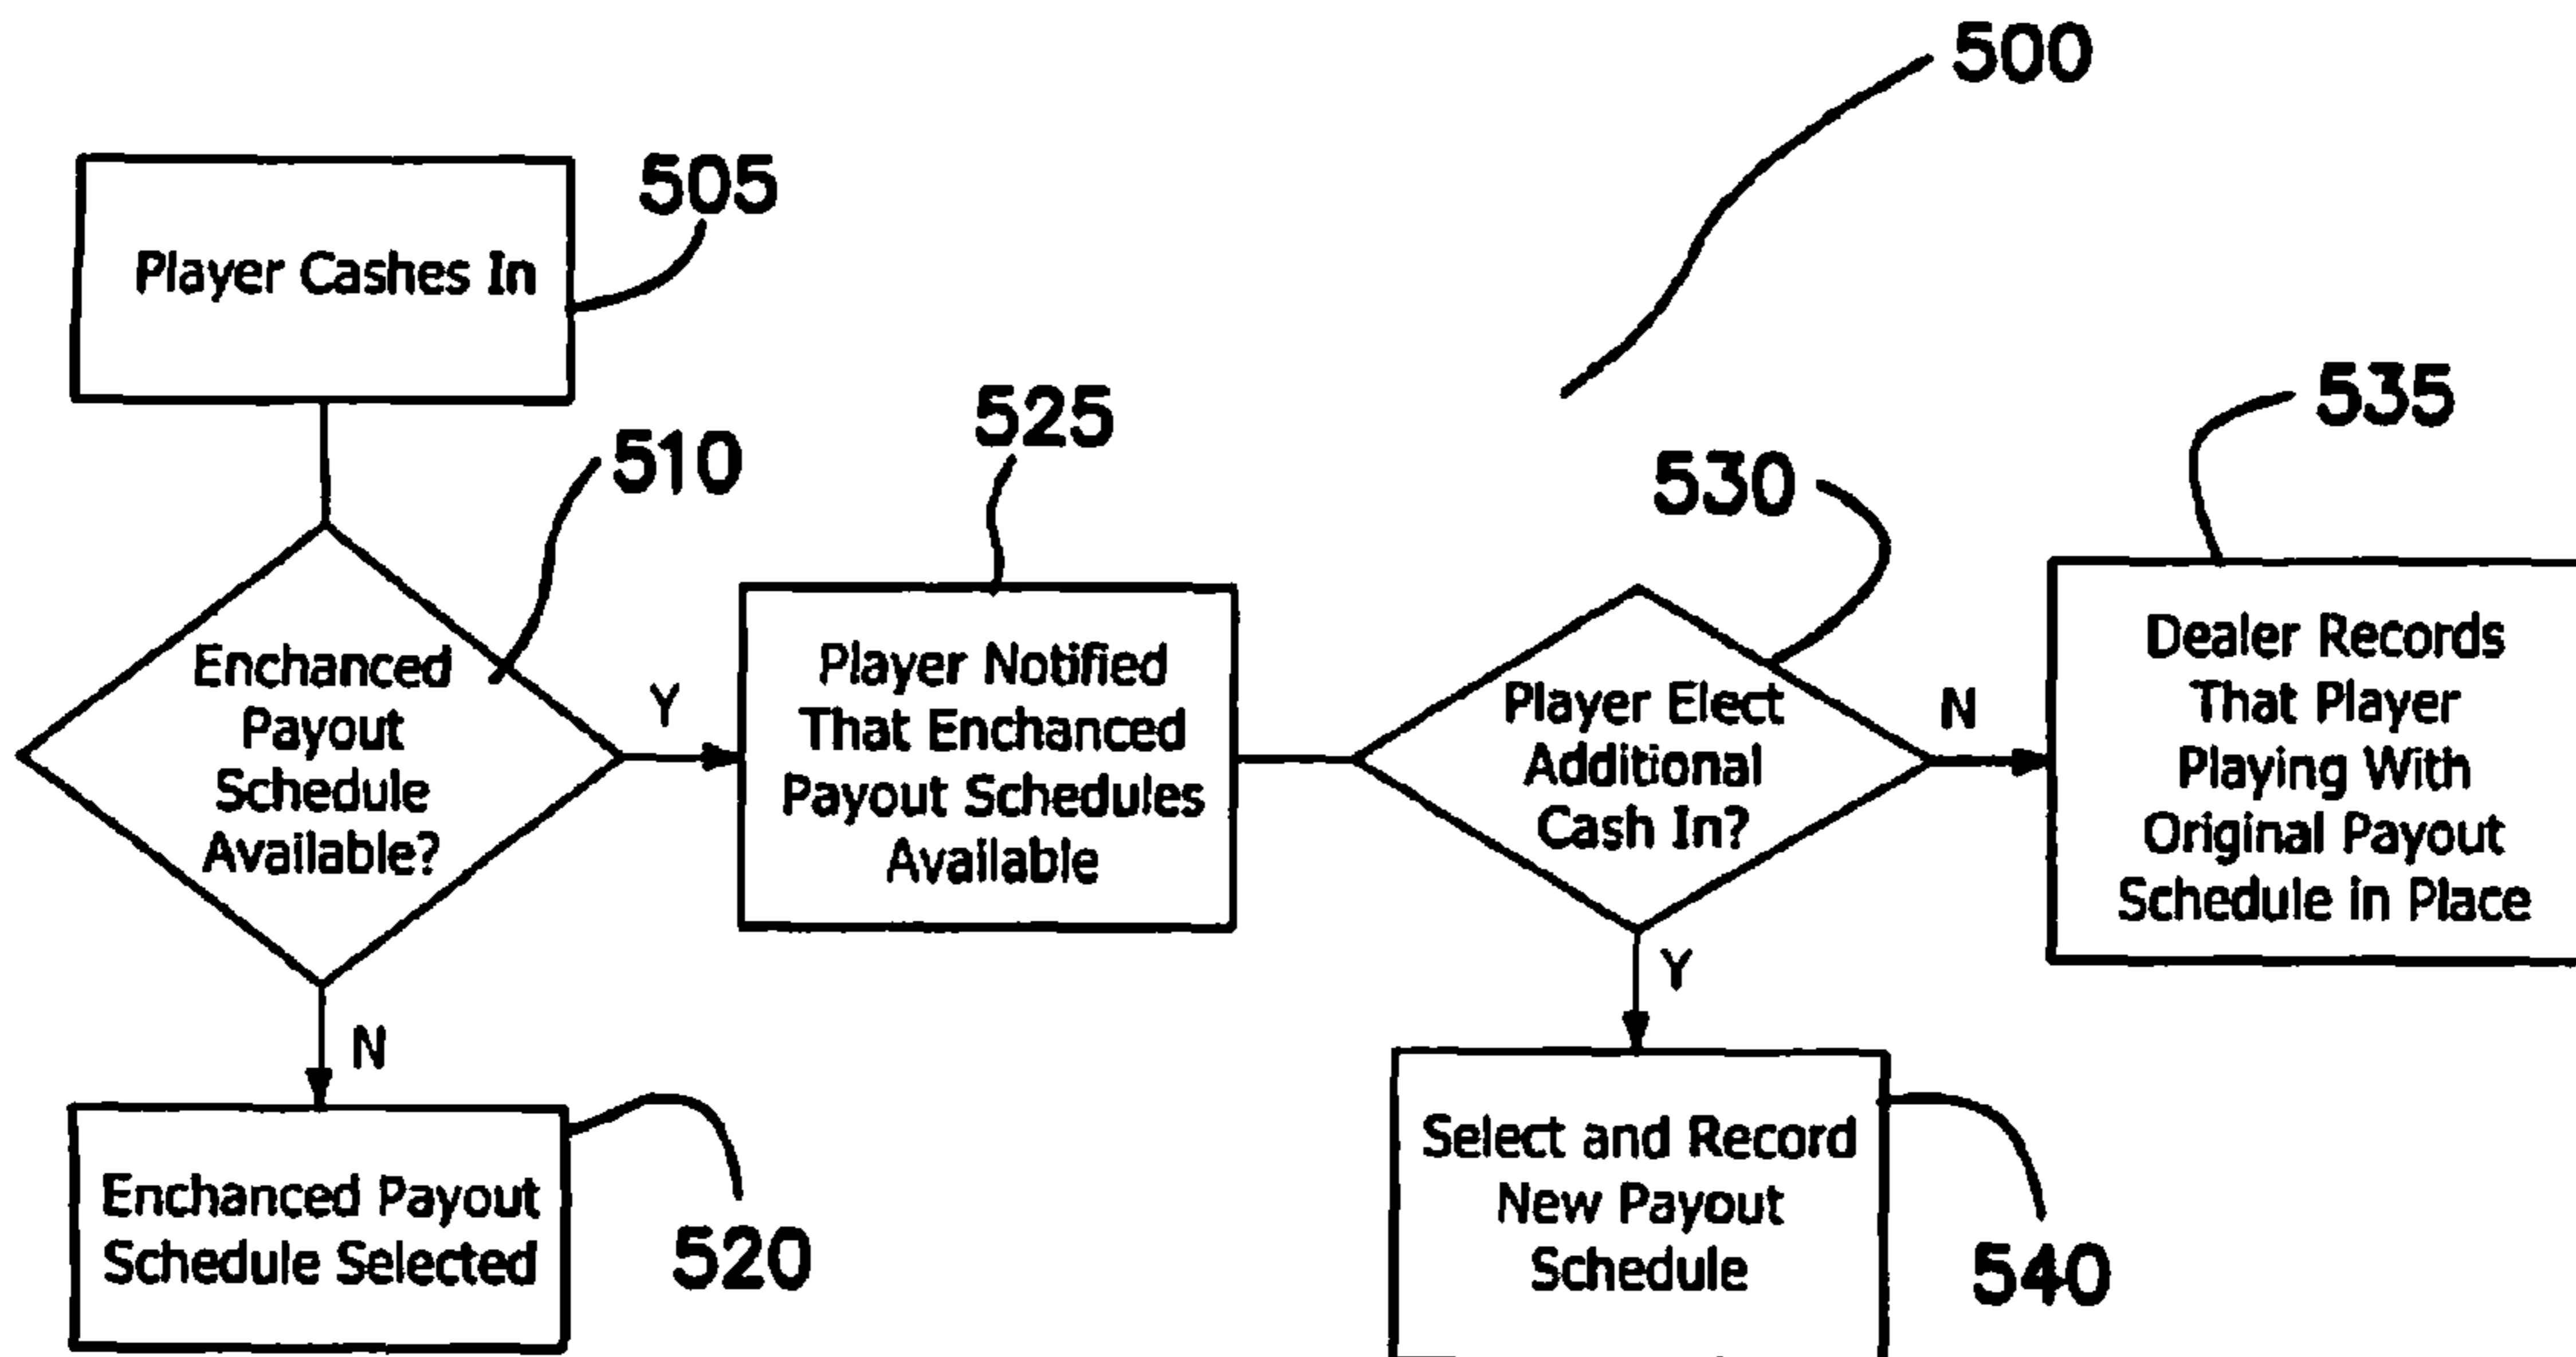 500
505
Player Cashes In
510
Enchanced
Payout
Schedule
Available?
Y
N
520
Enchanced Payout
Schedule Selected
525
Player Notified
That Enchanced
Payout Schedules
Available
530
Player Elect
Additional
Cash In?
N
Y
535
Dealer Records
That Player
Playing With
Original Payout
Schedule in Place
540
Select and Record
New Payout
Schedule